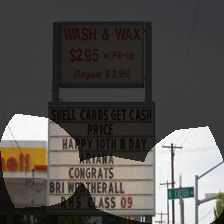 WASH & WAX
$2.95 w/Fill-Up
(Regular $3.95)
SHELL CARDS GET CASH
PRICE
HAPPY 10TH B DAY
ARIANA
CONGRATS
BRI WETHERALL
RHS CLASS 09